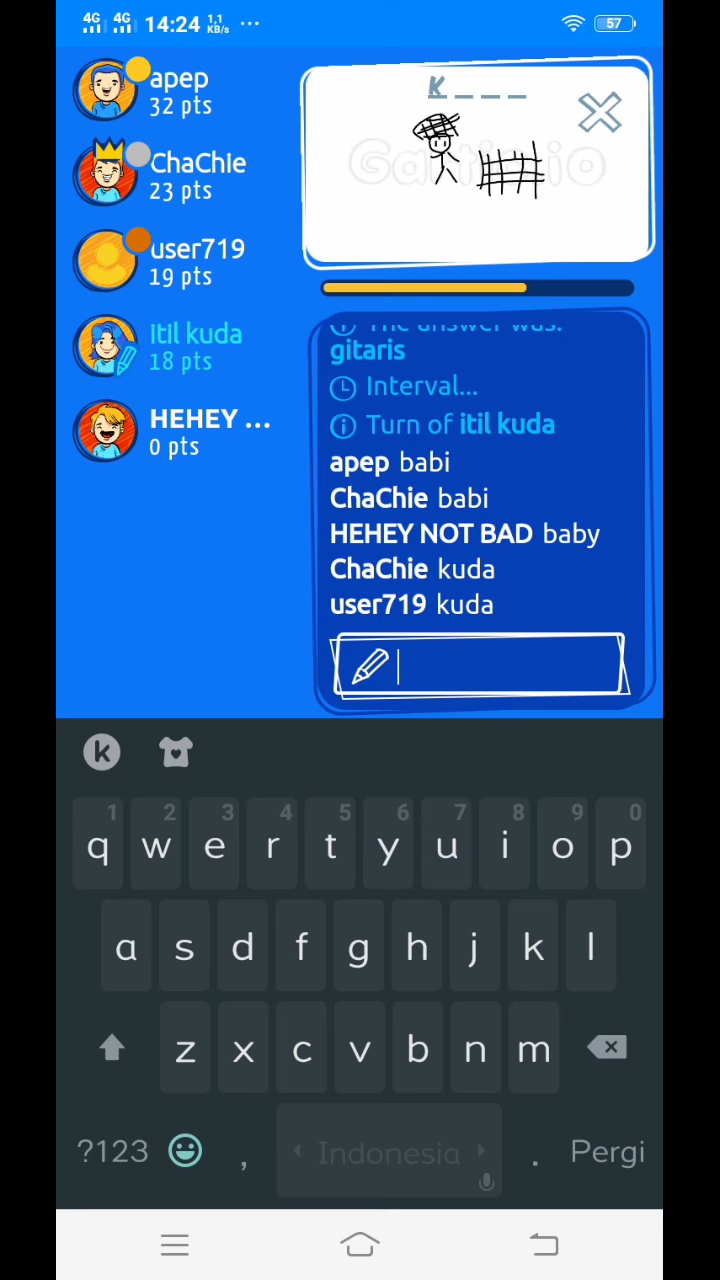 4G 4G 14:24 1,1 KB/s ... 57
apep
32 pts
ChaChie
23 pts
user719
19 pts
itil kuda
18 pts
HEHEY ...
0 pts
K _ _ _
Gartic.io
The answer was:
gitaris
Interval...
Turn of itil kuda
apep babi
ChaChie babi
HEHEY NOT BAD baby
ChaChie kuda
user719 kuda
k
1 2 3 4 5 6 7 8 9 0
q w e r t y u i o p
a s d f g h j k l
z x c v b n m
?123 , Indonesia . Pergi